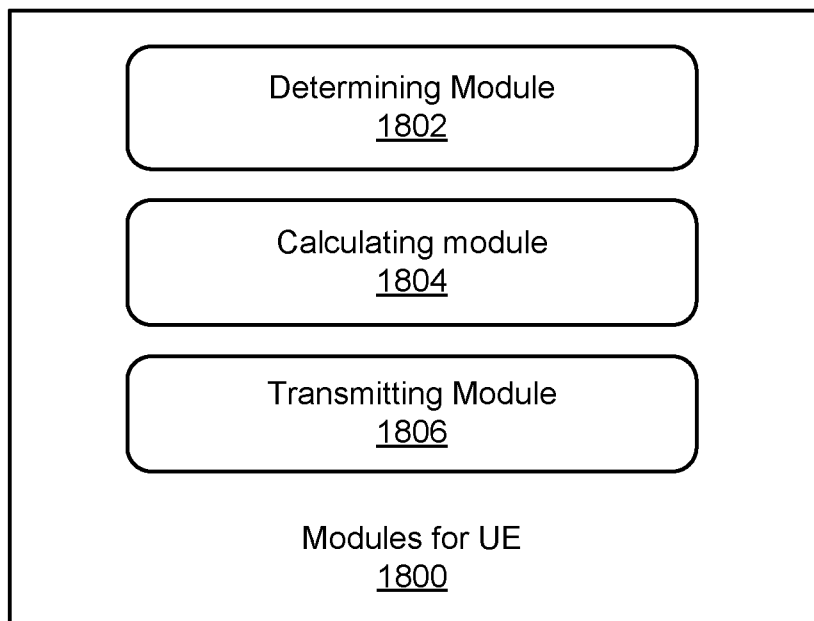 Determining Module
1802
Calculating module
1804
Transmitting Module
1806
Modules for UE
1800